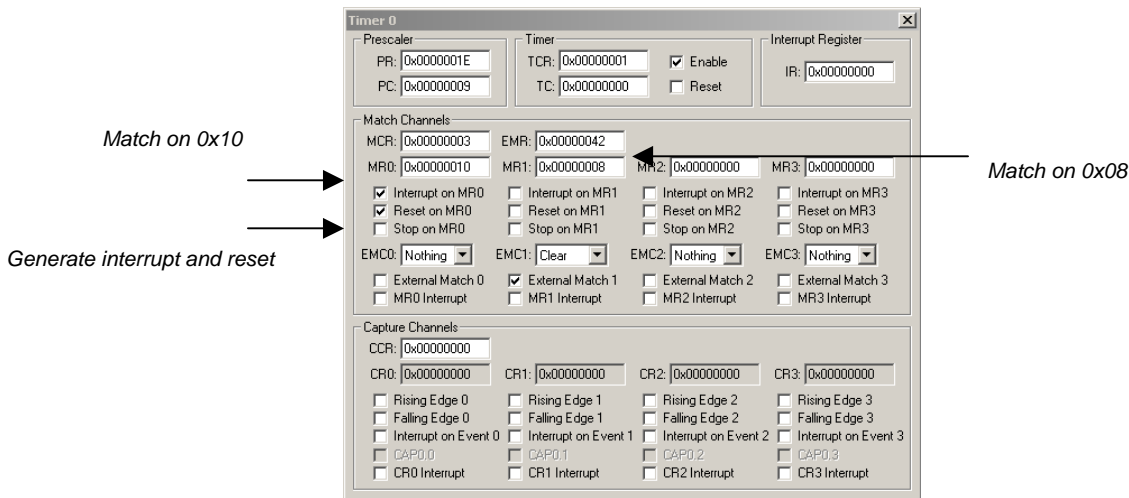 Timer 0
Prescaler
PR: 0x0000001E
PC: 0x00000009
Timer
TCR: 0x00000001 Enable
TC: 0x00000000 Reset
Interrupt Register
IR: 0x00000000
Match on 0x10
Match on 0x08
Generate interrupt and reset
Match Channels
MCR: 0x00000003 EMR: 0x00000042
MR0: 0x00000010 MR1: 0x00000008 MR2: 0x00000000 MR3: 0x00000000
Interrupt on MR0 Interrupt on MR1 Interrupt on MR2 Interrupt on MR3
Reset on MR0 Reset on MR1 Reset on MR2 Reset on MR3
Stop on MR0 Stop on MR1 Stop on MR2 Stop on MR3
EMC0: Nothing EMC1: Clear EMC2: Nothing EMC3: Nothing
External Match 0 External Match 1 External Match 2 External Match 3
MR0 Interrupt MR1 Interrupt MR2 Interrupt MR3 Interrupt
Capture Channels
CCR: 0x00000000
CR0: 0x00000000 CR1: 0x00000000 CR2: 0x00000000 CR3: 0x00000000
Rising Edge 0 Rising Edge 1 Rising Edge 2 Rising Edge 3
Falling Edge 0 Falling Edge 1 Falling Edge 2 Falling Edge 3
Interrupt on Event 0 Interrupt on Event 1 Interrupt on Event 2 Interrupt on Event 3
CAP0.0 CAP0.1 CAP0.2 CAP0.3
CR0 Interrupt CR1 Interrupt CR2 Interrupt CR3 Interrupt